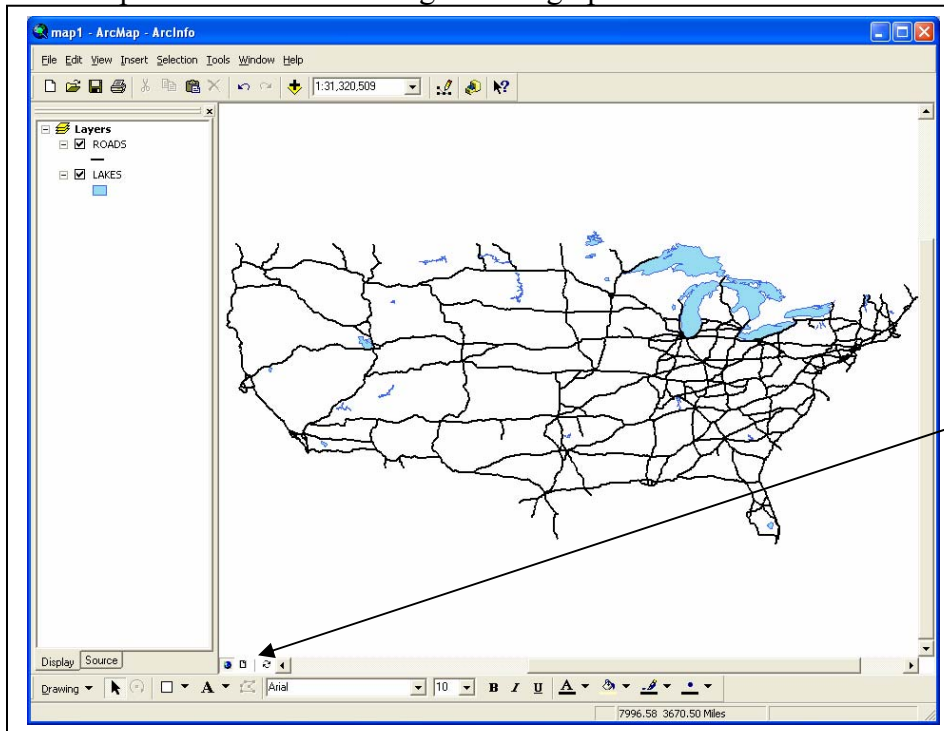 map1 - ArcMap - ArcInfo
File Edit View Insert Selection Tools Window Help
1:31,320,509
Layers
ROADS
LAKES
Display Source
Drawing A Arial 10 B I U A
7996.58 3670.50 Miles